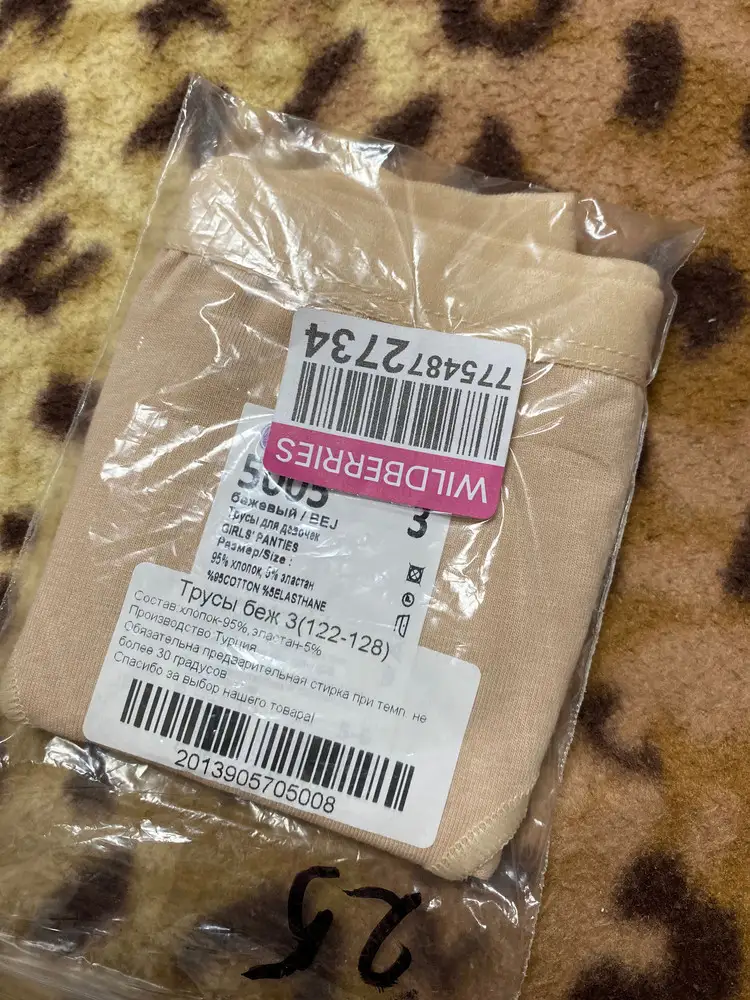 7754872734
WILDBERRIES
5005
бежевый / BEJ
3
Трусы для девочек
GIRLS' PANTIES
Размер/Size :
95% хлопок, 5% эластан
%95COTTON %5ELASTHANE
Трусы беж 3(122-128)
Состав:хлопок-95%, эластан-5%
Производство Турция
Обязательна предварительная стирка при темп. не
более 30 градусов
Спасибо за выбор нашего товара!
2013905705008
25